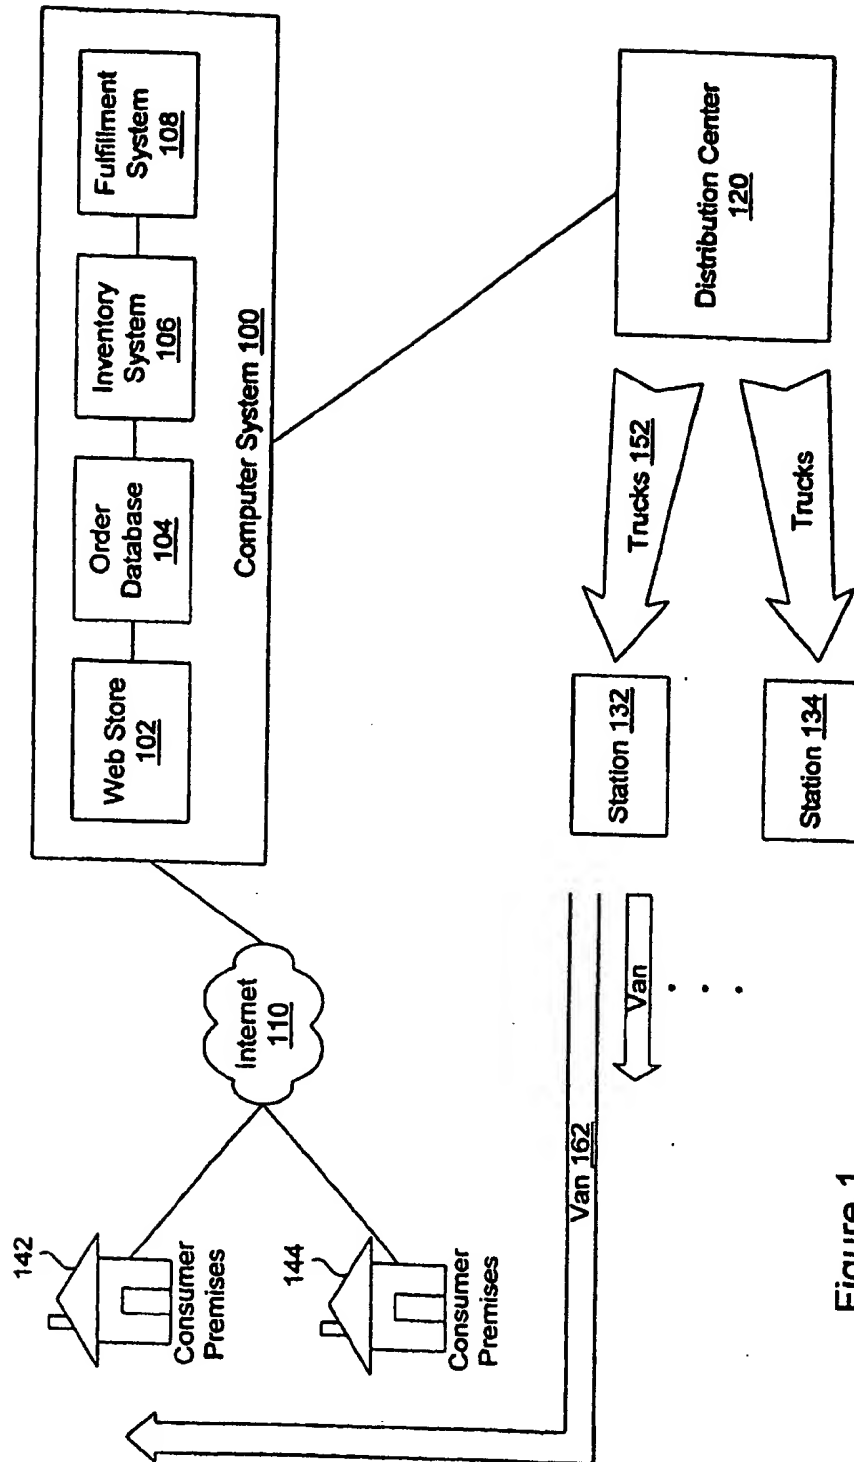 142
Consumer
Premises
144
Consumer
Premises
Internet
110
Web Store
102
Order
Database
104
Inventory
System
106
Fulfillment
System
108
Computer System 100
Van 162
Van
Station 132
Station 134
Trucks 152
Trucks
Distribution Center
120
Figure 1